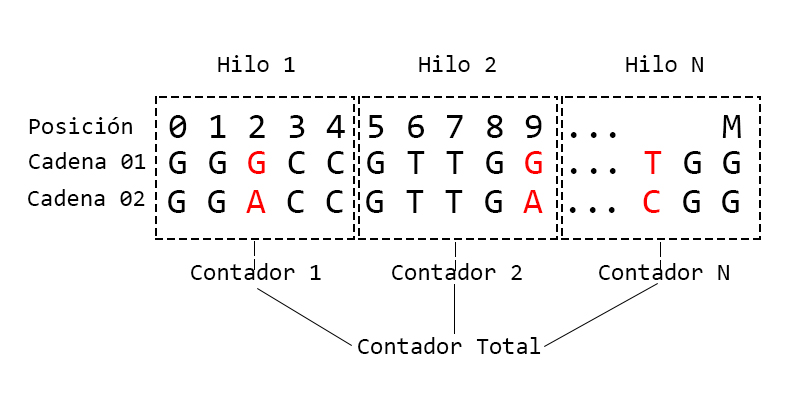 Hilo 1 Hilo 2 Hilo N
Posición 0 1 2 3 4 5 6 7 8 9 ... M
Cadena 01 G G G C C G T T G G ... T G G
Cadena 02 G G A C C G T T G A ... C G G
Contador 1 Contador 2 Contador N
Contador Total